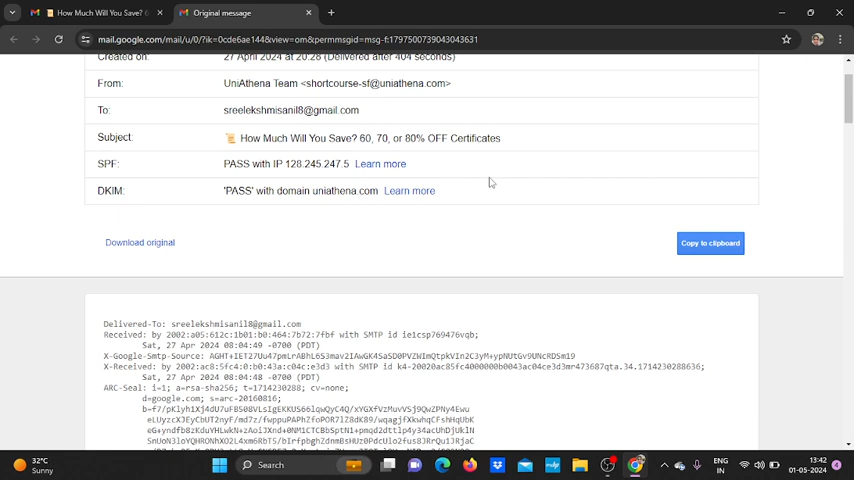 How Much Will You Save? 6
Original message
mail.google.com/mail/u/0/?ik=0cde6ae144&view=om&permmsgid=msg-f:1797500739043043631
Created on: 27 April 2024 at 20:28 (Delivered after 404 seconds)
From: UniAthena Team <shortcourse-sf@uniathena.com>
To: sreelekshmisanil8@gmail.com
Subject: 📜 How Much Will You Save? 60, 70, or 80% OFF Certificates
SPF: PASS with IP 128.245.247.5 Learn more
DKIM: 'PASS' with domain uniathena.com Learn more
Download original
Copy to clipboard
Delivered-To: sreelekshmisanil8@gmail.com
Received: by 2002:a05:612c:1b01:b0:464:7b72:7fbf with SMTP id ie1csp769476vqb;
Sat, 27 Apr 2024 08:04:49 -0700 (PDT)
X-Google-Smtp-Source: AGHT+IET27Uu47pmLrABhL6S3mav2IAwGK4SaSD0PVZWImQtpkVIn2C3yM+ypNUtGv9UNcRDSm19
X-Received: by 2002:ac8:5fc4:0:b0:43a:c04c:e3d3 with SMTP id k4-20020ac85fc4000000b0043ac04ce3d3mr473687qta.34.1714230288636;
Sat, 27 Apr 2024 08:04:48 -0700 (PDT)
ARC-Seal: i=1; a=rsa-sha256; t=1714230288; cv=none;
d=google.com; s=arc-20160816;
32°C
Sunny
Search
ENG
IN
13:42
01-05-2024
4